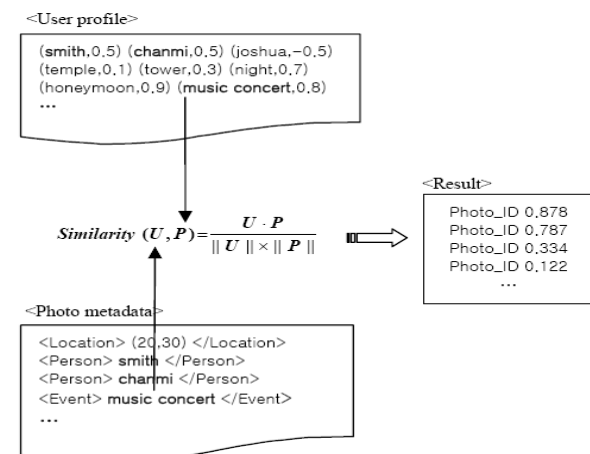 <User profile>
(smith,0.5) (chanmi,0.5) (joshua,-0.5)
(temple,0.1) (tower,0.3) (night,0.7)
(honeymoon,0.9) (music concert,0.8)
...
Similarity (U,P)= U · P
|| U || × || P ||
<Result>
Photo_ID 0.878
Photo_ID 0.787
Photo_ID 0.334
Photo_ID 0.122
...
<Photo metadata>
<Location> (20,30) </Location>
<Person> smith </Person>
<Person> chanmi </Person>
<Event> music concert </Event>
...